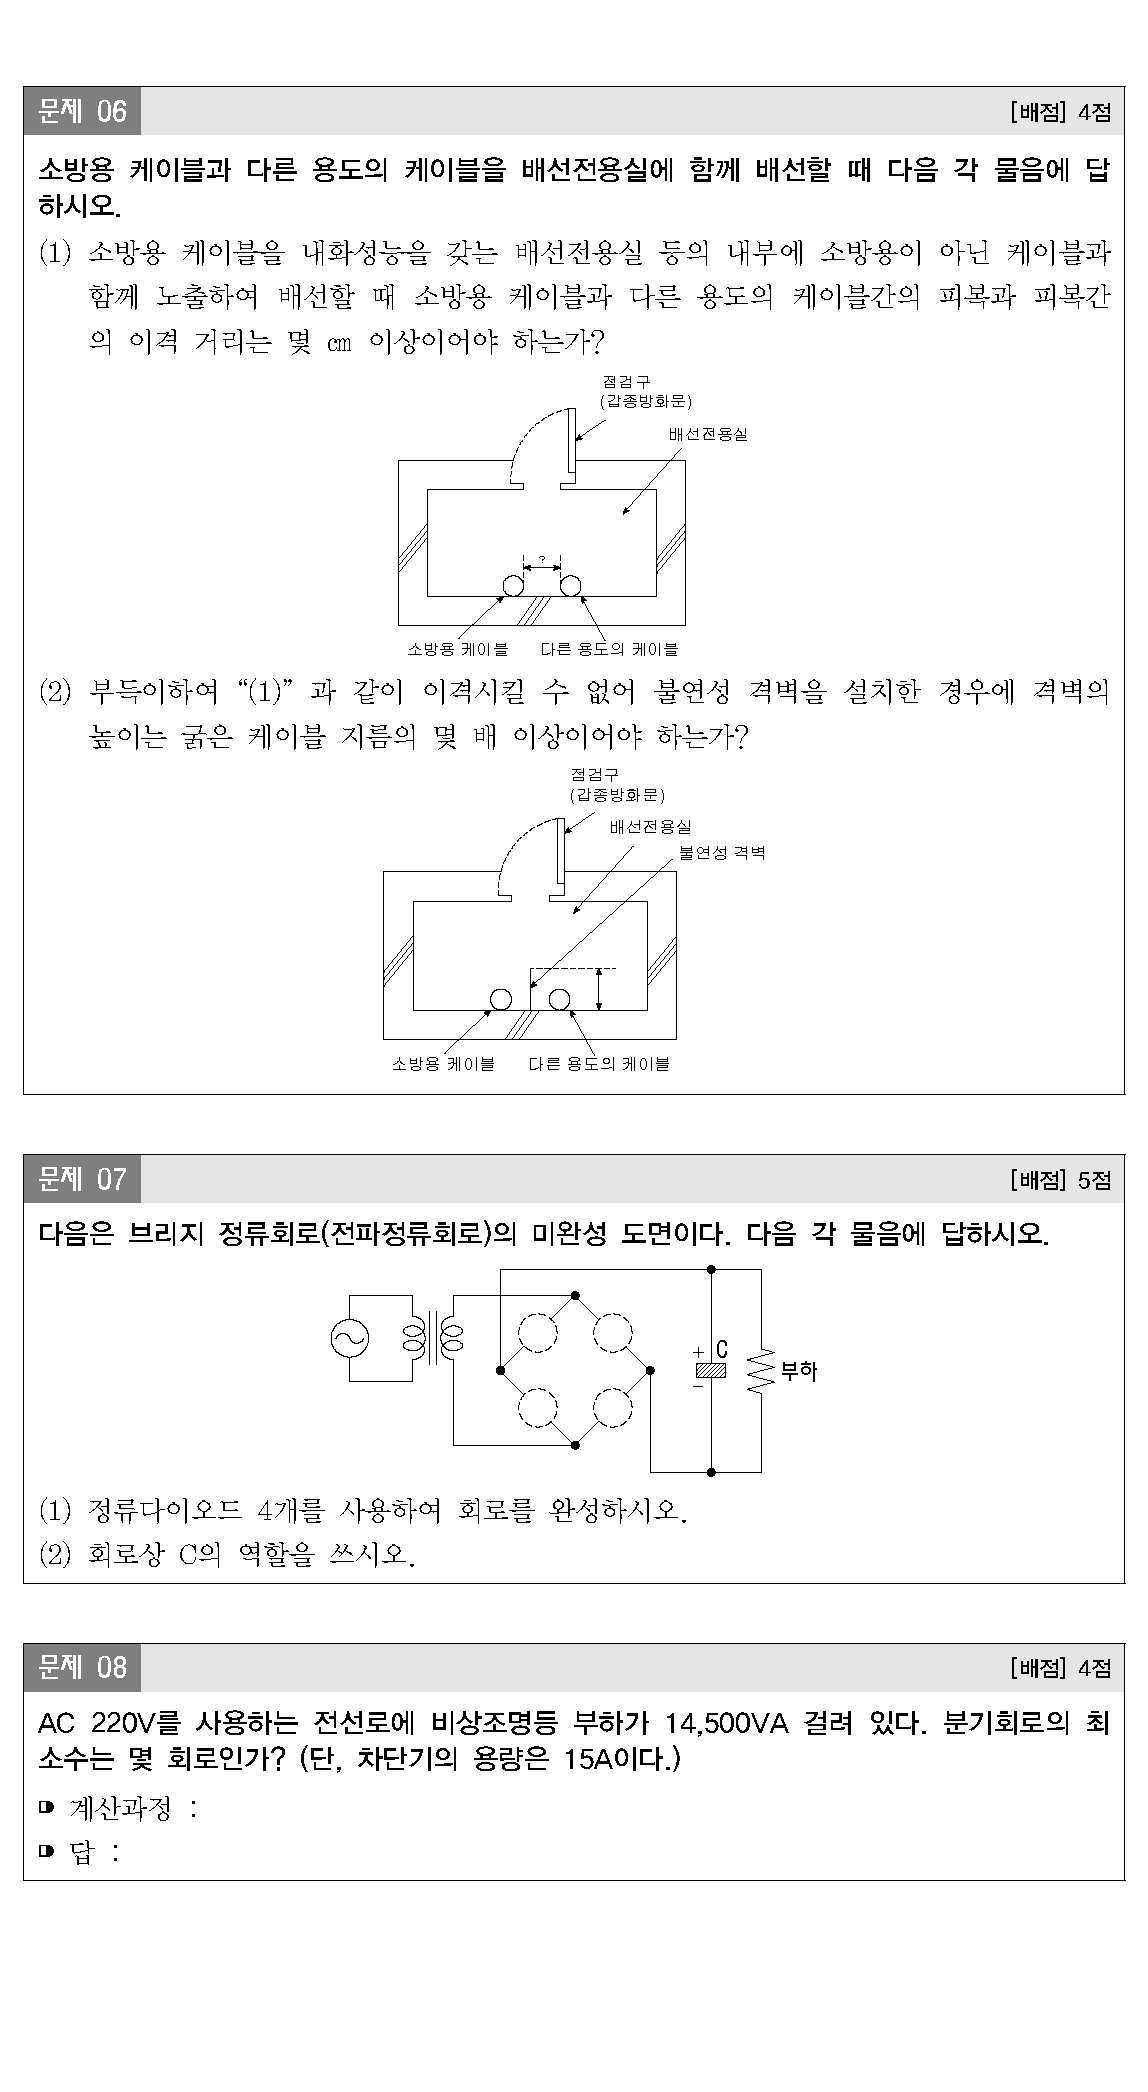 문제 06
[배점] 4점
소방용 케이블과 다른 용도의 케이블을 배선전용실에 함께 배선할 때 다음 각 물음에 답
하시오.
(1) 소방용 케이블을 내화성능을 갖는 배선전용실 등의 내부에 소방용이 아닌 케이블과
함께 노출하여 배선할 때 소방용 케이블과 다른 용도의 케이블간의 피복과 피복간
의 이격 거리는 몇 ㎝ 이상이어야 하는가?
점검구
(갑종방화문)
배선전용실
?
소방용 케이블
다른 용도의 케이블
(2) 부득이하여 “(1)”과 같이 이격시킬 수 없어 불연성 격벽을 설치한 경우에 격벽의
높이는 굵은 케이블 지름의 몇 배 이상이어야 하는가?
점검구
(갑종방화문)
배선전용실
불연성 격벽
소방용 케이블
다른 용도의 케이블
문제 07
[배점] 5점
다음은 브리지 정류회로(전파정류회로)의 미완성 도면이다. 다음 각 물음에 답하시오.
+
C
−
부하
(1) 정류다이오드 4개를 사용하여 회로를 완성하시오.
(2) 회로상 C의 역할을 쓰시오.
문제 08
[배점] 4점
AC 220V를 사용하는 전선로에 비상조명등 부하가 14,500VA 걸려 있다. 분기회로의 최
소수는 몇 회로인가? (단, 차단기의 용량은 15A이다.)
계산과정 :
답 :